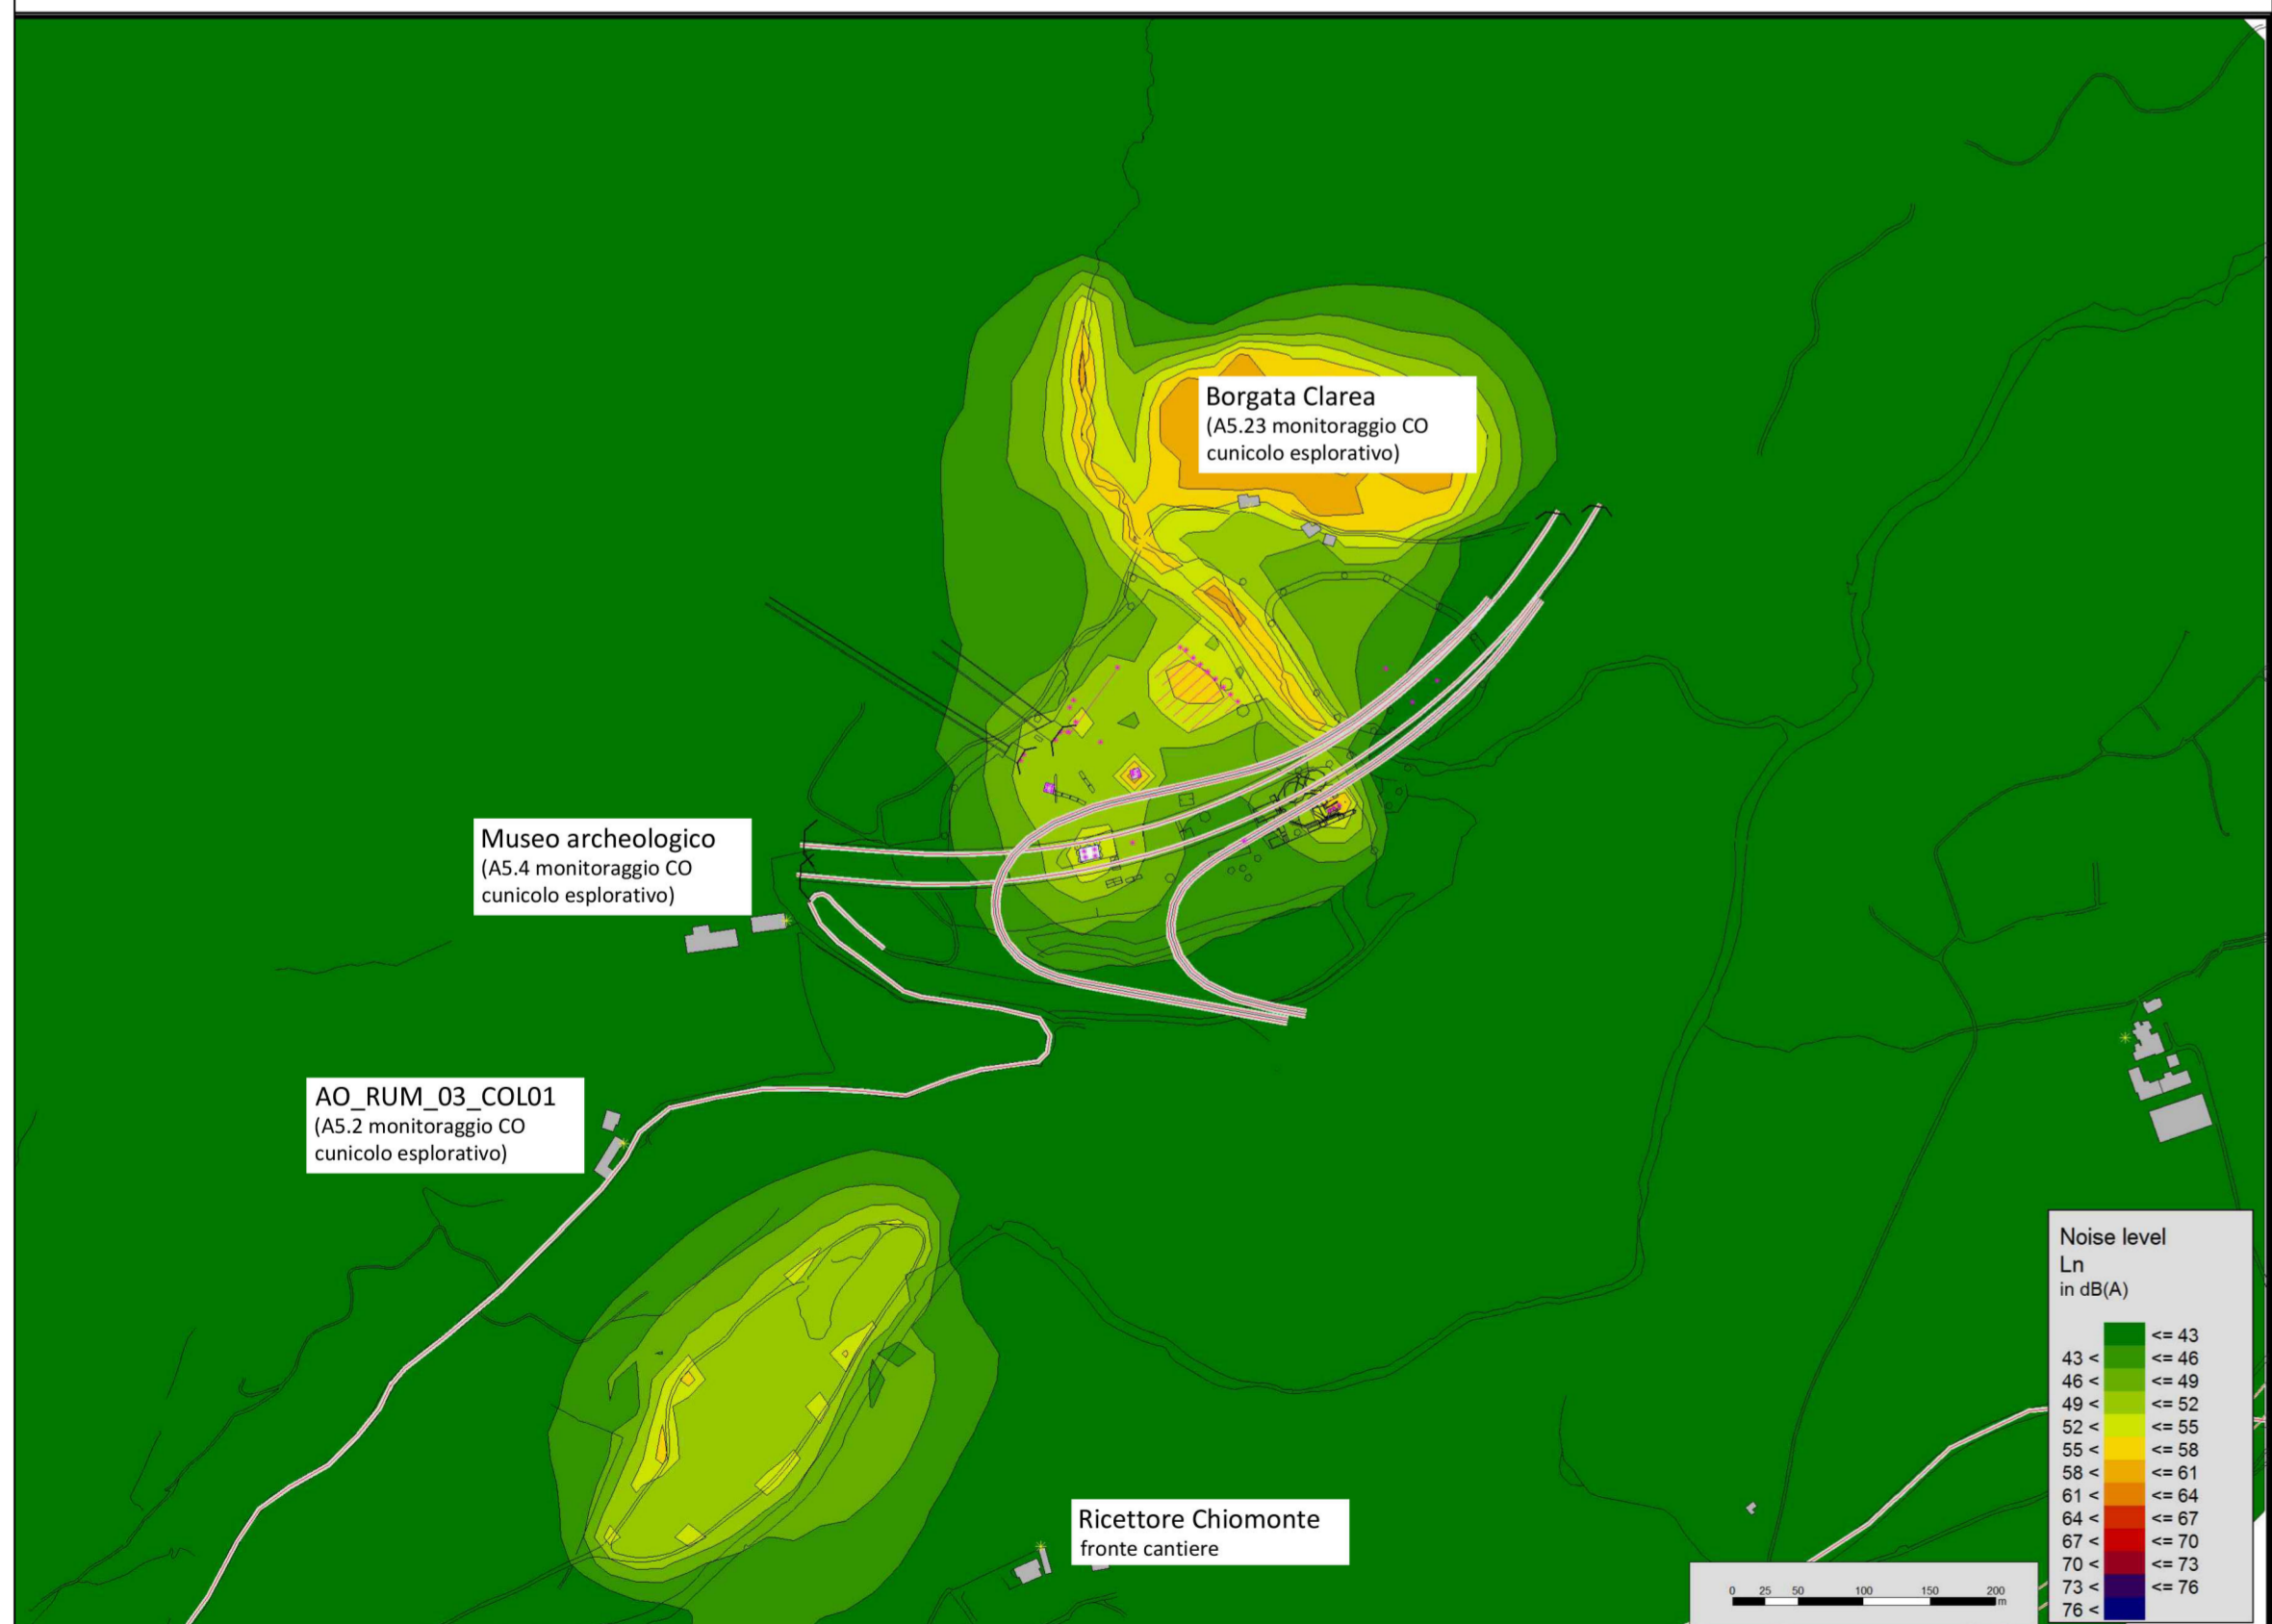 Borgata Clarea
(A5.23 monitoraggio CO
cunicolo esplorativo)
Museo archeologico
(A5.4 monitoraggio CO
cunicolo esplorativo)
AO_RUM_03_COL01
(A5.2 monitoraggio CO
cunicolo esplorativo)
Ricettore Chiomonte
fronte cantiere
Noise level
Ln
in dB(A)
<= 43
43 < <= 46
46 < <= 49
49 < <= 52
52 < <= 55
55 < <= 58
58 < <= 61
61 < <= 64
64 < <= 67
67 < <= 70
70 < <= 73
73 < <= 76
76 <
0 25 50 100 150 200
m